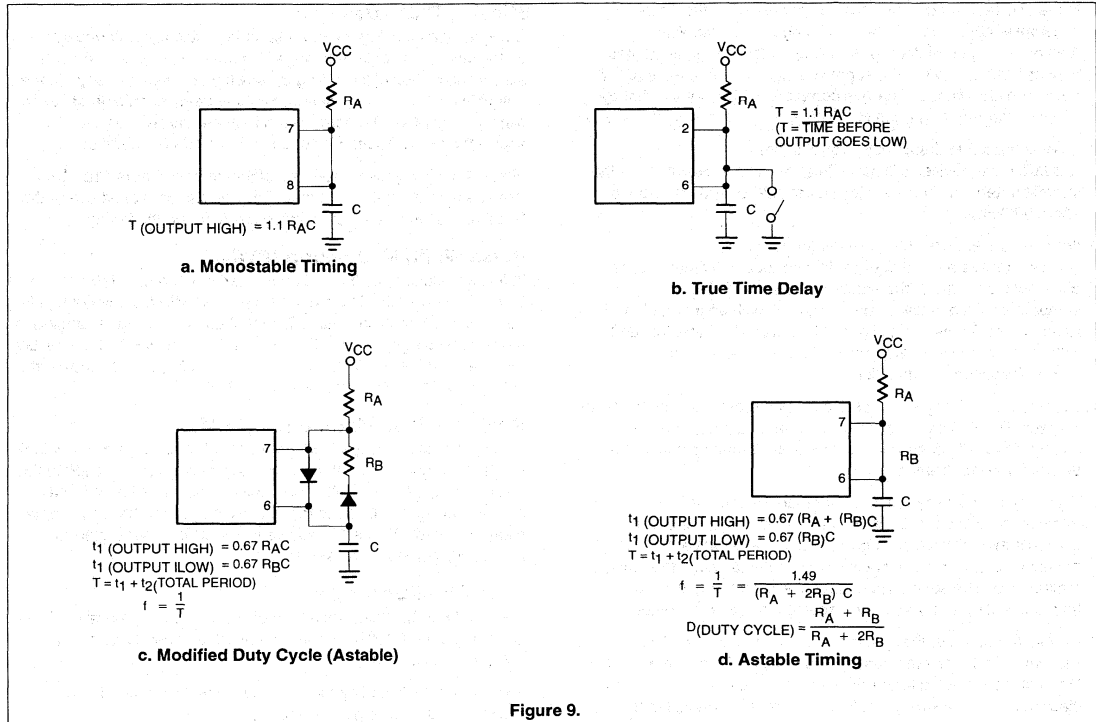 VCC
RA
7
8
C
T (OUTPUT HIGH) = 1.1 RAC
a. Monostable Timing
VCC
RA
T = 1.1 RAC
(T = TIME BEFORE
OUTPUT GOES LOW)
2
6
C
b. True Time Delay
VCC
RA
7
RB
6
C
t1 (OUTPUT HIGH) = 0.67 RAC
t1 (OUTPUT ILOW) = 0.67 RBC
T = t1 + t2(TOTAL PERIOD)
f = 1/T
c. Modified Duty Cycle (Astable)
VCC
RA
7
RB
6
C
t1 (OUTPUT HIGH) = 0.67 (RA + (RB)C
t1 (OUTPUT ILOW) = 0.67 (RB)C
T = t1 + t2(TOTAL PERIOD)
f = 1/T = 1.49/(RA + 2RB) C
D(DUTY CYCLE) = RA + RB/RA + 2RB
d. Astable Timing
Figure 9.